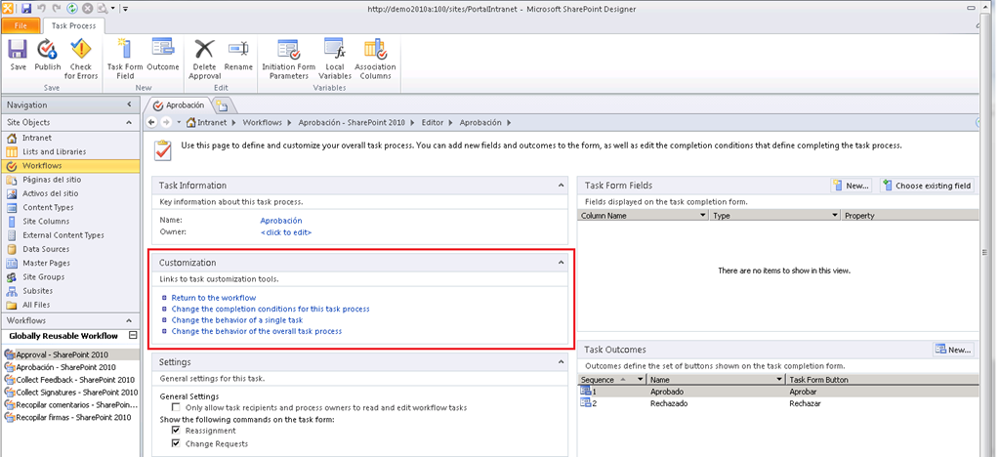 http://demo2010a:100/sites/PortalIntranet - Microsoft SharePoint Designer
File
Task Process
Save
Publish
Check for Errors
Task Form Field
Outcome
Delete Approval
Rename
Initiation Form Parameters
Local Variables
Association Columns
Save
New
Edit
Variables
Navigation
Site Objects
Intranet
Lists and Libraries
Workflows
Páginas del sitio
Activos del sitio
Content Types
Site Columns
External Content Types
Data Sources
Master Pages
Site Groups
Subsites
All Files
Workflows
Globally Reusable Workflow
Approval - SharePoint 2010
Aprobación - SharePoint 2010
Collect Feedback - SharePoint 2010
Collect Signatures - SharePoint 2010
Recopilar comentarios - SharePoin...
Recopilar firmas - SharePoint 2010
Aprobación
Intranet
Workflows
Aprobación - SharePoint 2010
Editor
Aprobación
Use this page to define and customize your overall task process. You can add new fields and outcomes to the form, as well as edit the completion conditions that define completing the task process.
Task Information
Key information about this task process.
Name: Aprobación
Owner: <click to edit>
Customization
Links to task customization tools.
Return to the workflow
Change the completion conditions for this task process
Change the behavior of a single task
Change the behavior of the overall task process
Settings
General settings for this task.
General Settings
Only allow task recipients and process owners to read and edit workflow tasks
Show the following commands on the task form:
Reassignment
Change Requests
Task Form Fields
New...
Choose existing field
Fields displayed on the task completion form.
Column Name Type Property
There are no items to show in this view.
Task Outcomes
New...
Outcomes define the set of buttons shown on the task completion form.
Sequence Name Task Form Button
1 Aprobado Aprobar
2 Rechazado Rechazar